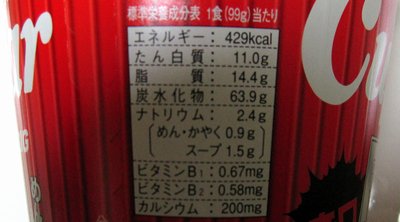 標準栄養成分表 1食(99g)当たり
エネルギー: 429kcal
たん白質 : 11.0g
脂質 : 14.4g
炭水化物: 63.9g
ナトリウム: 2.4g
(めん・かやく0.9g
スープ1.5g)
ビタミンB1:0.67mg
ビタミンB2:0.58mg
カルシウム:200mg
め